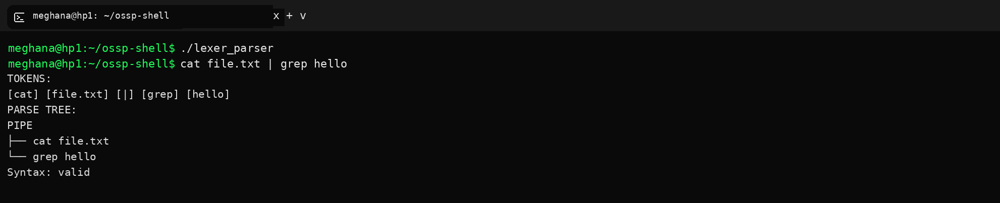 meghana@hp1: ~/ossp-shell x + v
meghana@hp1:~/ossp-shell$ ./lexer_parser
meghana@hp1:~/ossp-shell$ cat file.txt | grep hello
TOKENS:
[cat] [file.txt] [|] [grep] [hello]
PARSE TREE:
PIPE
├── cat file.txt
└── grep hello
Syntax: valid